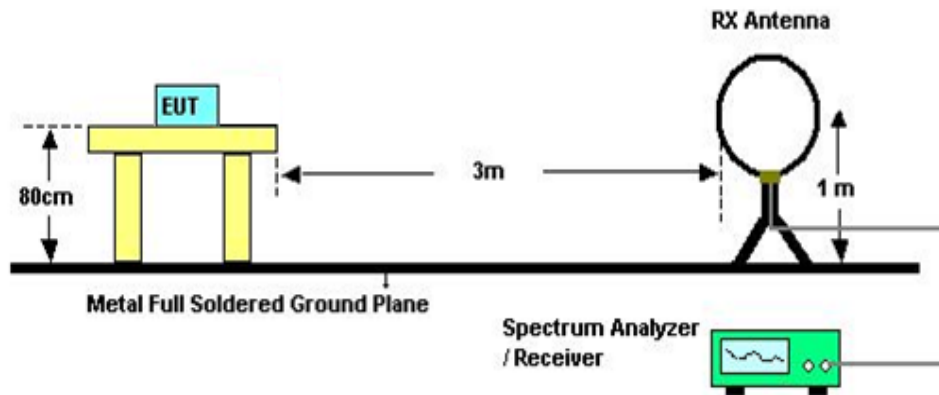 RX Antenna
EUT
3m
80cm
1 m
Metal Full Soldered Ground Plane
Spectrum Analyzer
/ Receiver